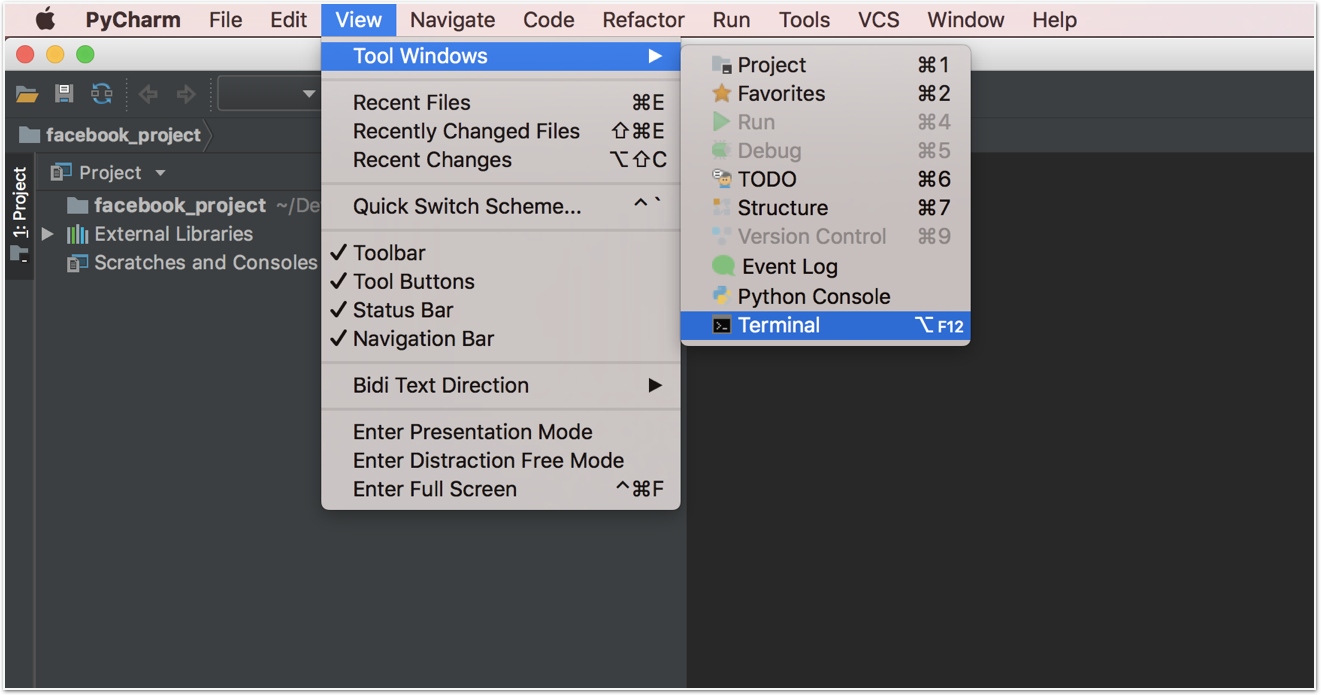 PyCharm File Edit View Navigate Code Refactor Run Tools VCS Window Help
facebook_project
1: Project
Project
facebook_project ~/De
External Libraries
Scratches and Consoles
Tool Windows
Recent Files ⌘E
Recently Changed Files ⇧⌘E
Recent Changes ⌥⇧C
Quick Switch Scheme... ^ `
✓ Toolbar
✓ Tool Buttons
✓ Status Bar
✓ Navigation Bar
Bidi Text Direction
Enter Presentation Mode
Enter Distraction Free Mode
Enter Full Screen ^⌘F
Project ⌘1
Favorites ⌘2
Run ⌘4
Debug ⌘5
TODO ⌘6
Structure ⌘7
Version Control ⌘9
Event Log
Python Console
Terminal ⌥F12